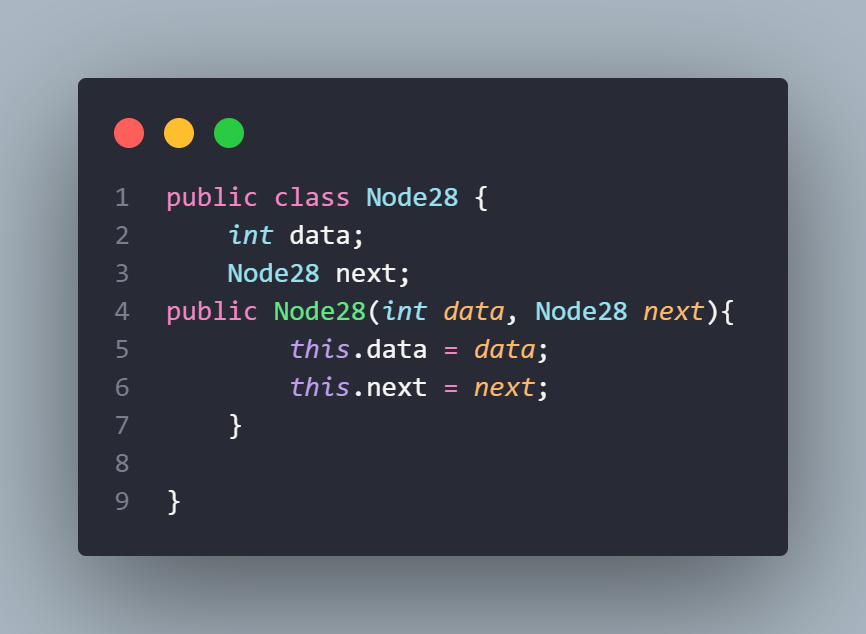 1 public class Node28 {
2     int data;
3     Node28 next;
4 public Node28(int data, Node28 next){
5         this.data = data;
6         this.next = next;
7     }
8
9 }